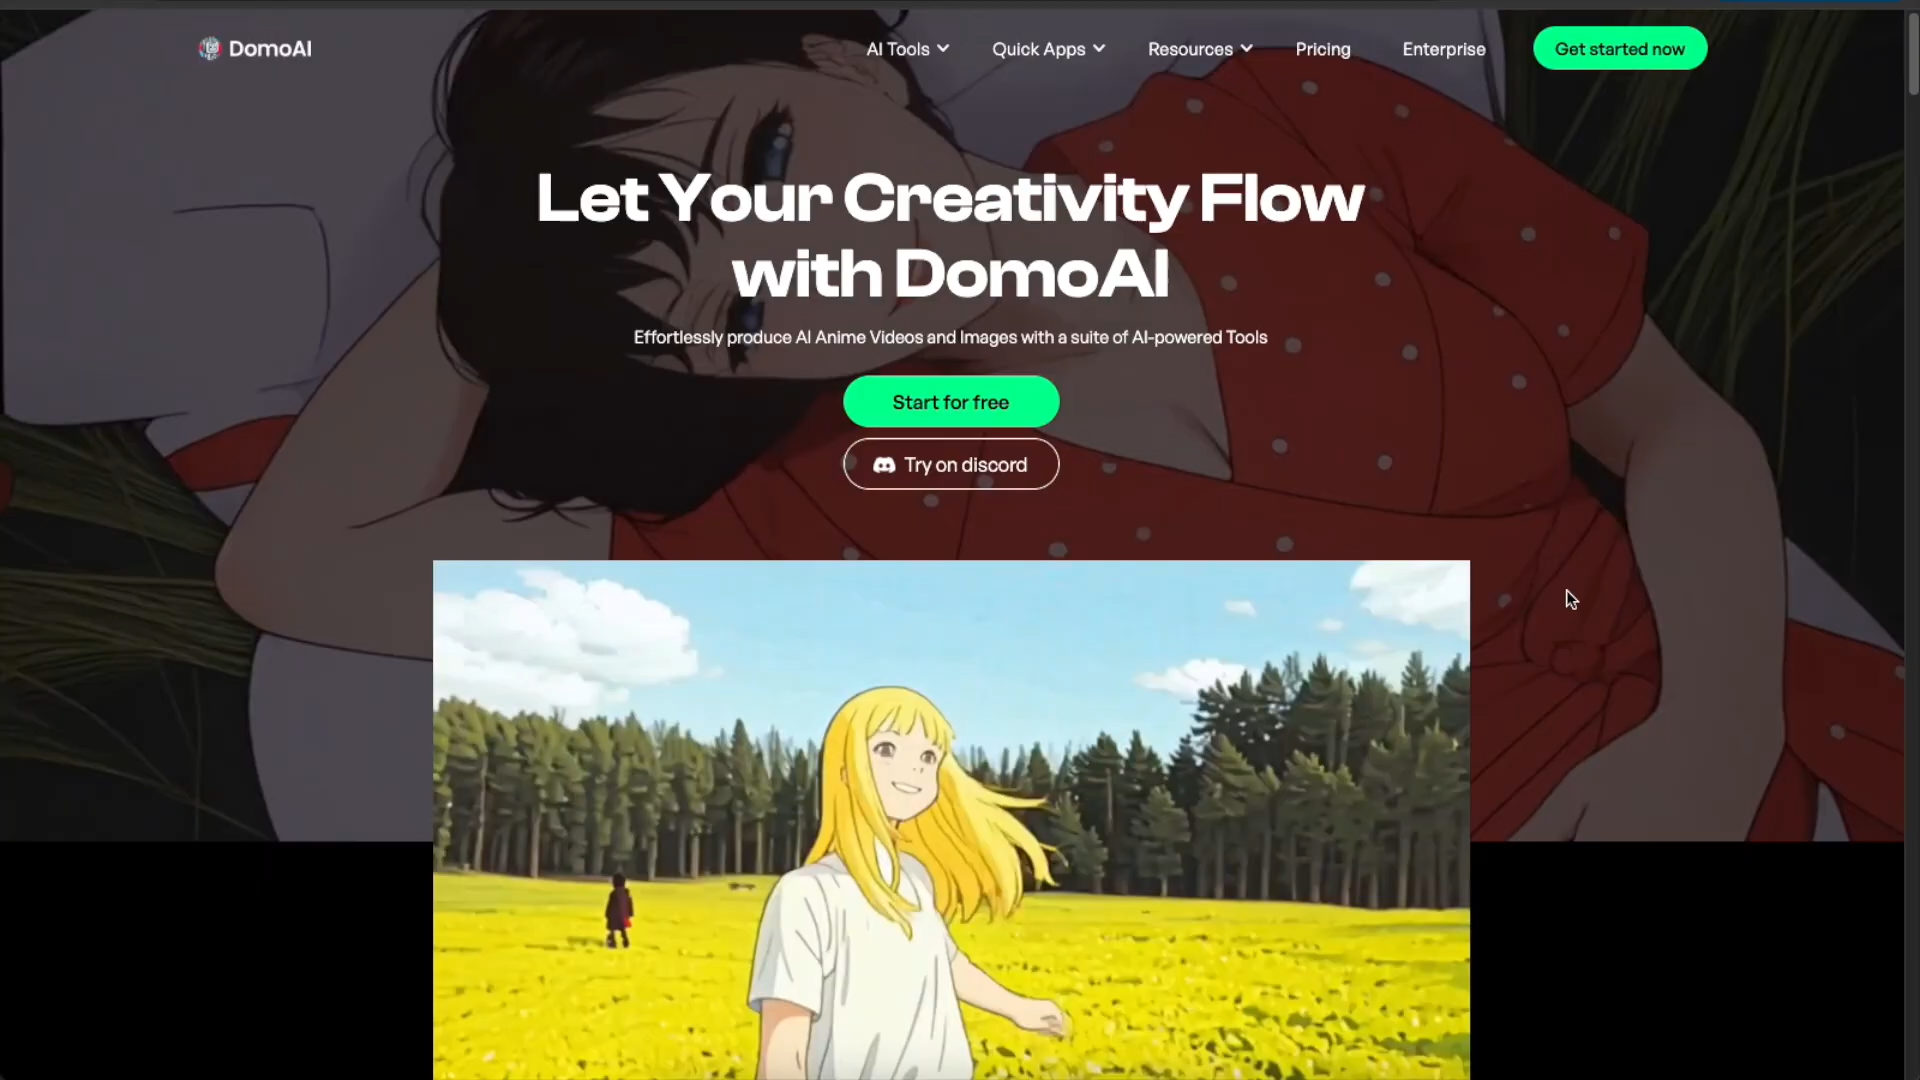 DomoAI
AI Tools
Quick Apps
Resources
Pricing
Enterprise
Get started now
Let Your Creativity Flow
with DomoAI
Effortlessly produce AI Anime Videos and Images with a suite of AI-powered Tools
Start for free
Try on discord